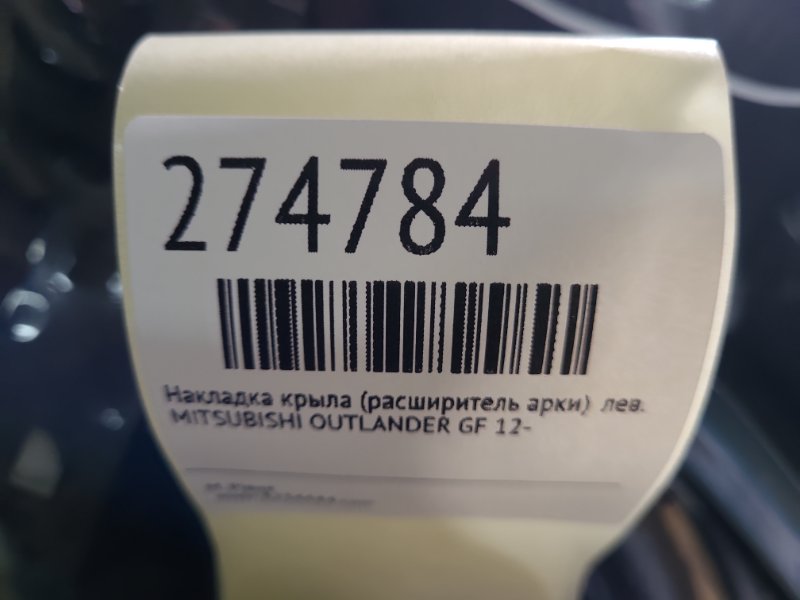 274784
Накладка крыла (расширитель арки) лев.
MITSUBISHI OUTLANDER GF 12-